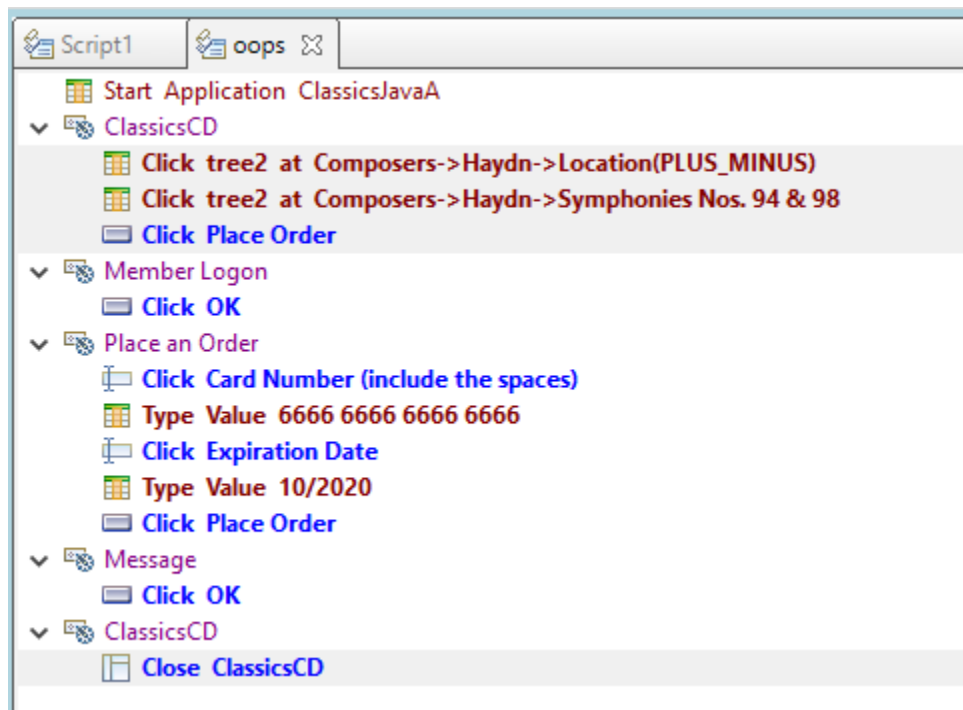 Script1 oops
Start Application ClassicsJavaA
ClassicsCD
Click tree2 at Composers->Haydn->Location(PLUS_MINUS)
Click tree2 at Composers->Haydn->Symphonies Nos. 94 & 98
Click Place Order
Member Logon
Click OK
Place an Order
Click Card Number (include the spaces)
Type Value 6666 6666 6666 6666
Click Expiration Date
Type Value 10/2020
Click Place Order
Message
Click OK
ClassicsCD
Close ClassicsCD